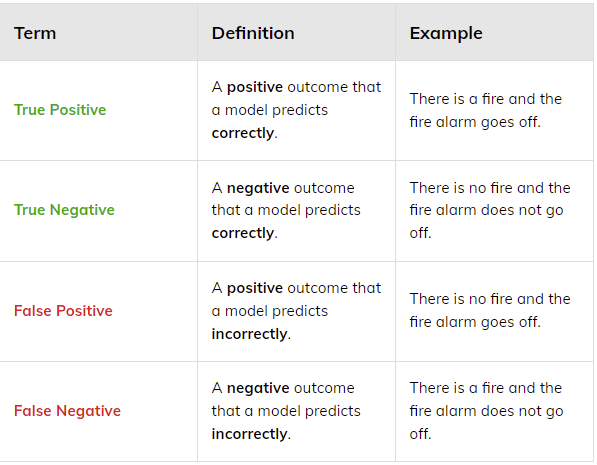 Term
Definition
Example
True Positive
A positive outcome that
a model predicts
correctly.
There is a fire and the
fire alarm goes off.
True Negative
A negative outcome
that a model predicts
correctly.
There is no fire and the
fire alarm does not go
off.
False Positive
A positive outcome that
a model predicts
incorrectly.
There is no fire and the
fire alarm goes off.
False Negative
A negative outcome
that a model predicts
incorrectly.
There is a fire and the
fire alarm does not go
off.